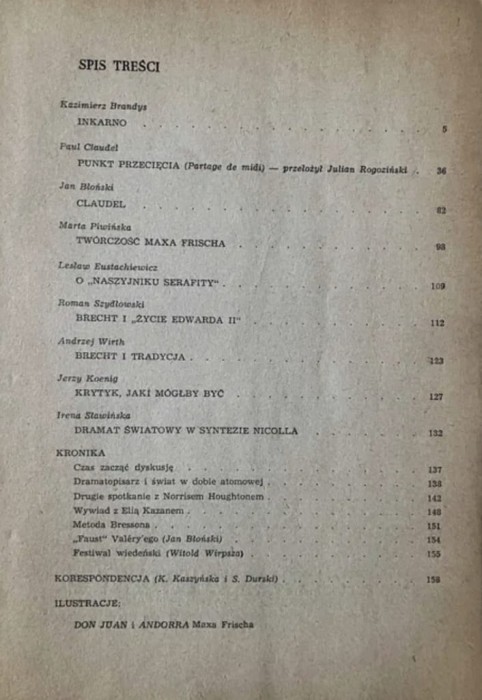 SPIS TREŚCI
Kazimierz Brandys
INKARNO . . . . . . . . . . . . . . 5
Paul Claudel
PUNKT PRZECIĘCIA (Partage de midi) — przełożył Julian Rogoziński . . 36
Jan Błoński
CLAUDEL . . . . . . . . . . . . . . 82
Marta Piwińska
TWÓRCZOŚĆ MAXA FRISCHA . . . . . . . . . . 98
Lesław Eustachiewicz
O „NASZYJNIKU SERAFITY" . . . . . . . . . . 109
Roman Szydłowski
BRECHT I „ŻYCIE EDWARDA II" . . . . . . . . . 112
Andrzej Wirth
BRECHT I TRADYCJA . . . . . . . . . . . . 123
Jerzy Koenig
KRYTYK, JAKI MÓGŁBY BYĆ . . . . . . . . . . 127
Irena Sławińska
DRAMAT ŚWIATOWY W SYNTEZIE NICOLLA . . . . . . 132
KRONIKA
Czas zacząć dyskusję . . . . . . . . . . . . 137
Dramatopisarz i świat w dobie atomowej . . . . . . . . 138
Drugie spotkanie z Norrisem Houghtonem . . . . . . . . 142
Wywiad z Elią Kazanem . . . . . . . . . . . . 146
Metoda Bressona . . . . . . . . . . . . . 151
„Faust" Valéry'ego (Jan Błoński) . . . . . . . . . . 154
Festiwal wiedeński (Witold Wirpsza) . . . . . . . . . 155
KORESPONDENCJA (K. Kaszyńska i S. Durski) . . . . . . . 158
ILUSTRACJE:
DON JUAN i ANDORRA Maxa Frischa